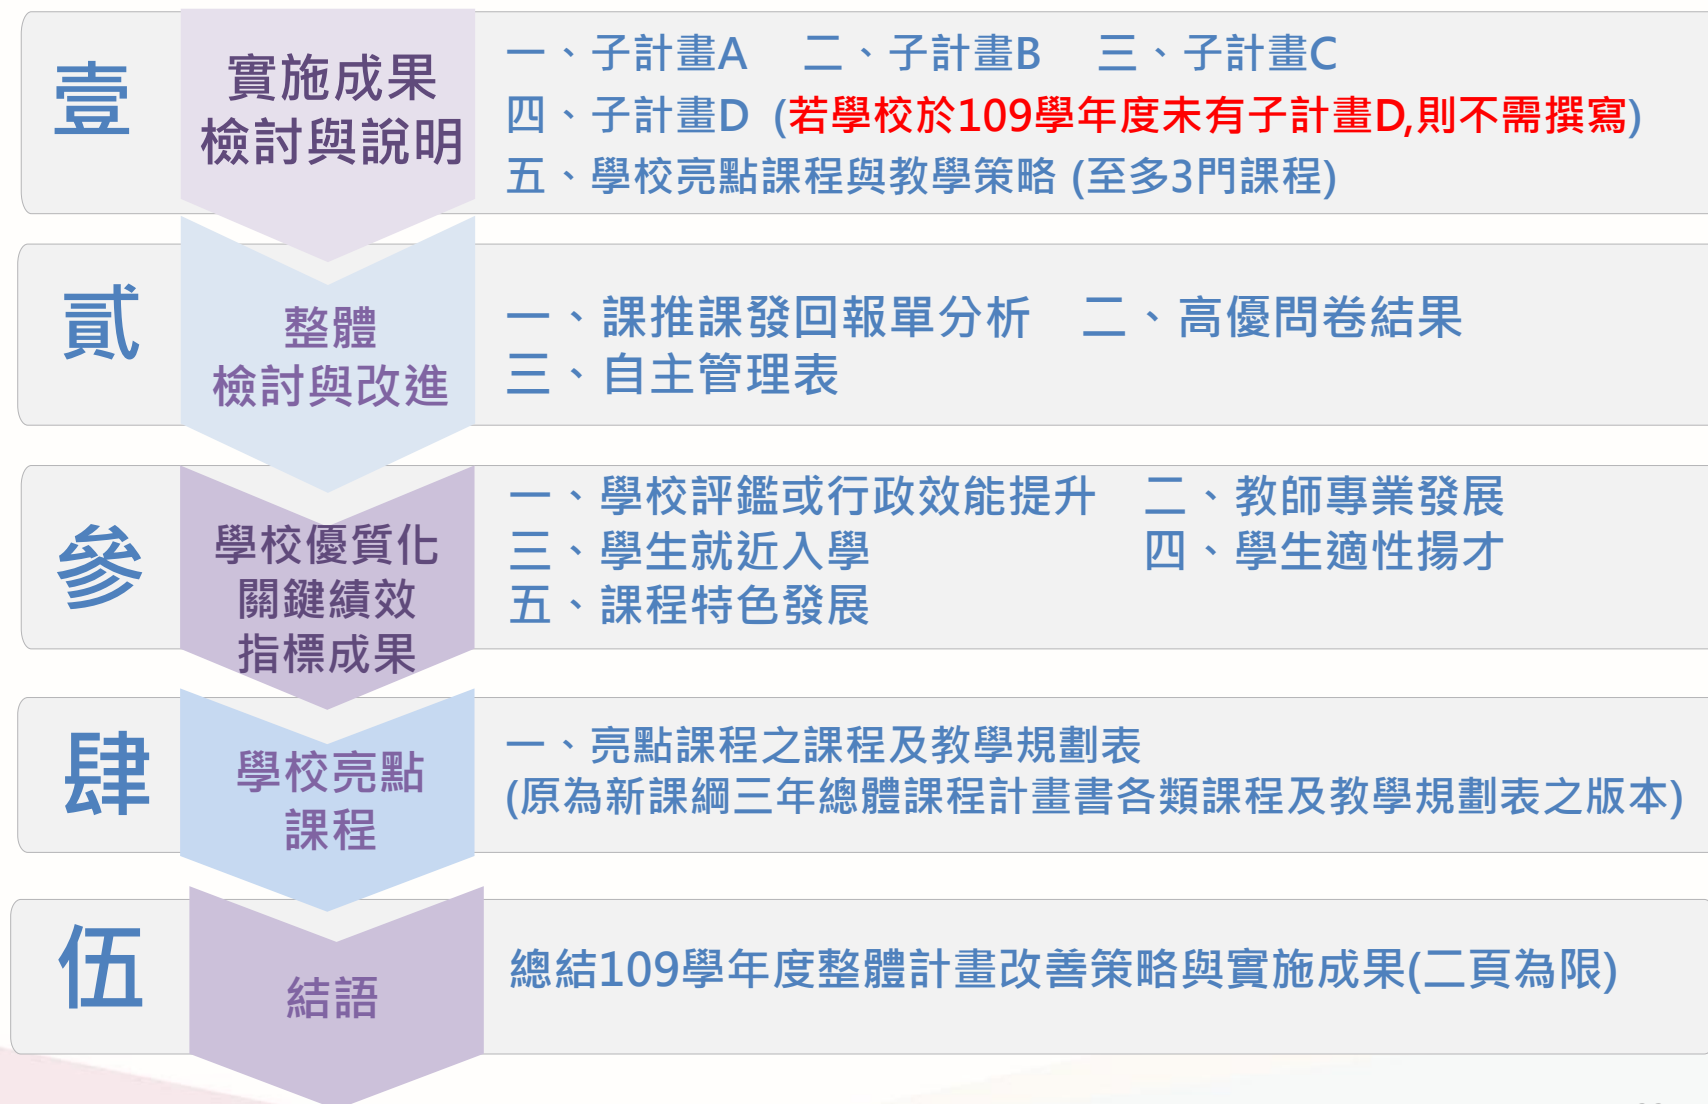 壹
實施成果
檢討與說明
一、子計畫A 二、子計畫B 三、子計畫C
四、子計畫D (若學校於109學年度未有子計畫D,則不需撰寫)
五、學校亮點課程與教學策略 (至多3門課程)
貳
整體
檢討與改進
一、課推課發回報單分析 二、高優問卷結果
三、自主管理表
參
學校優質化
關鍵績效
指標成果
一、學校評鑑或行政效能提升 二、教師專業發展
三、學生就近入學 四、學生適性揚才
五、課程特色發展
肆
學校亮點
課程
一、亮點課程之課程及教學規劃表
(原為新課綱三年總體課程計畫書各類課程及教學規劃表之版本)
伍
結語
總結109學年度整體計畫改善策略與實施成果(二頁為限)